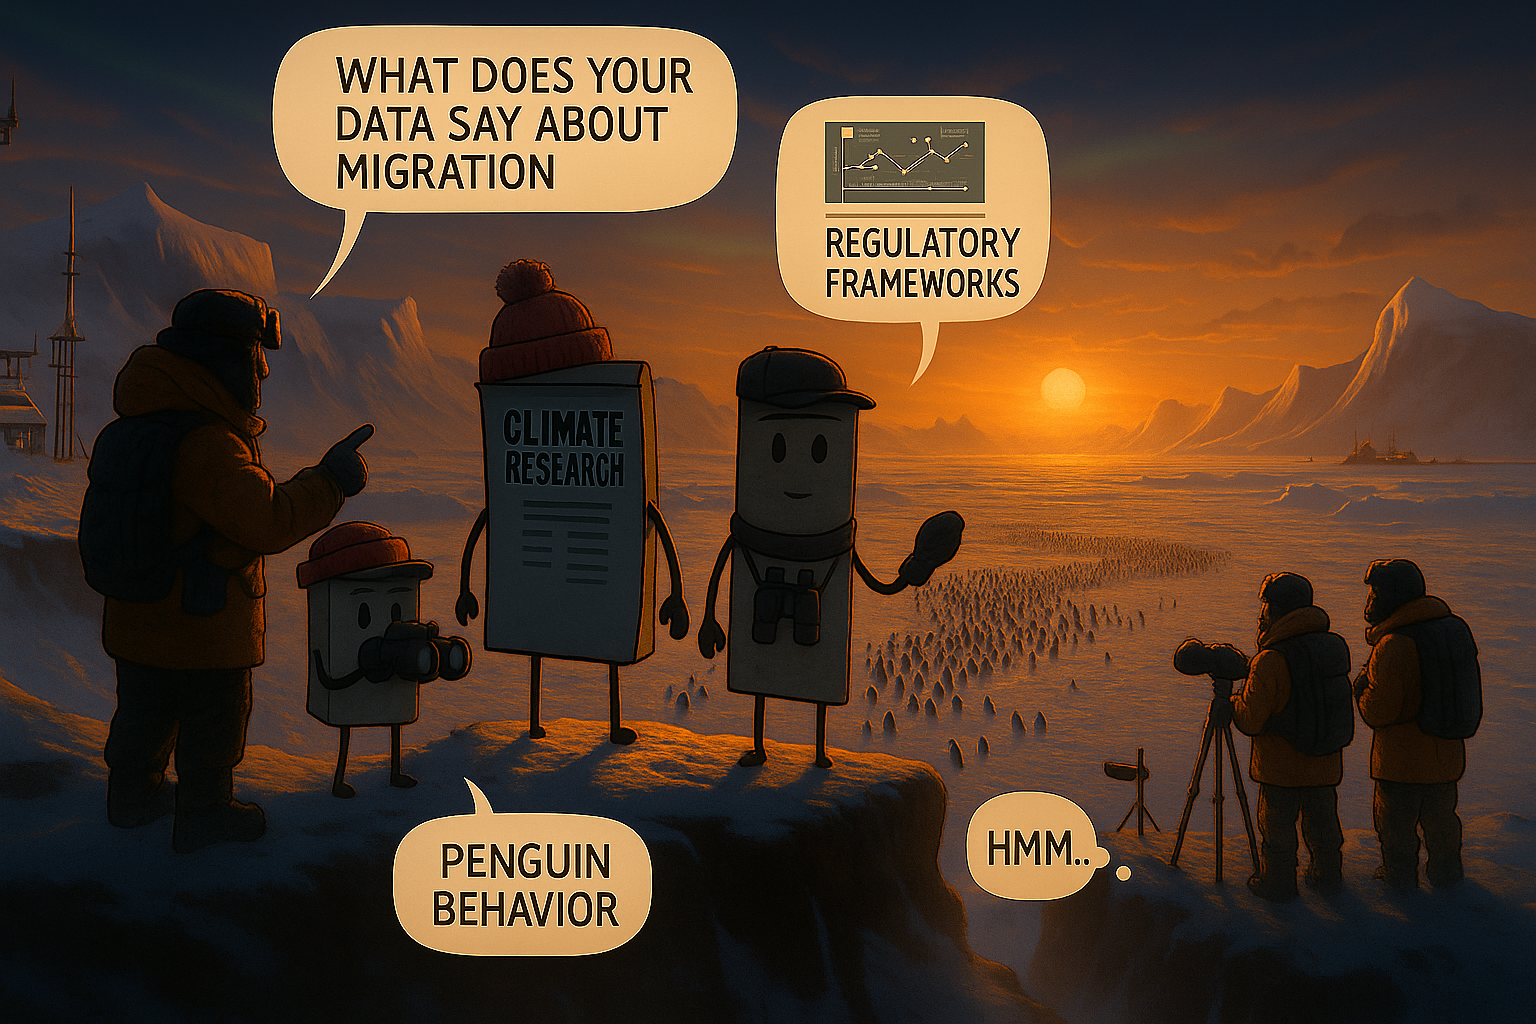 WHAT DOES YOUR
DATA SAY ABOUT
MIGRATION
REGULATORY
FRAMEWORKS
CLIMATE
RESEARCH
PENGUIN
BEHAVIOR
HMM..